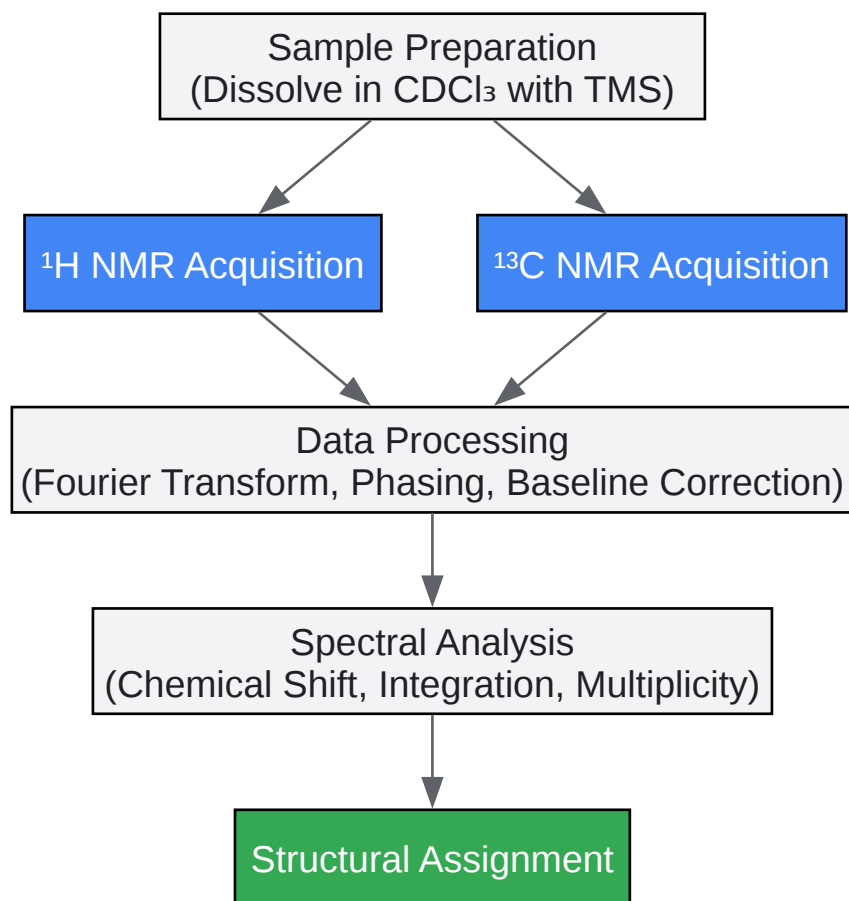 Sample Preparation
(Dissolve in CDCl₃ with TMS)
¹H NMR Acquisition
¹³C NMR Acquisition
Data Processing
(Fourier Transform, Phasing, Baseline Correction)
Spectral Analysis
(Chemical Shift, Integration, Multiplicity)
Structural Assignment